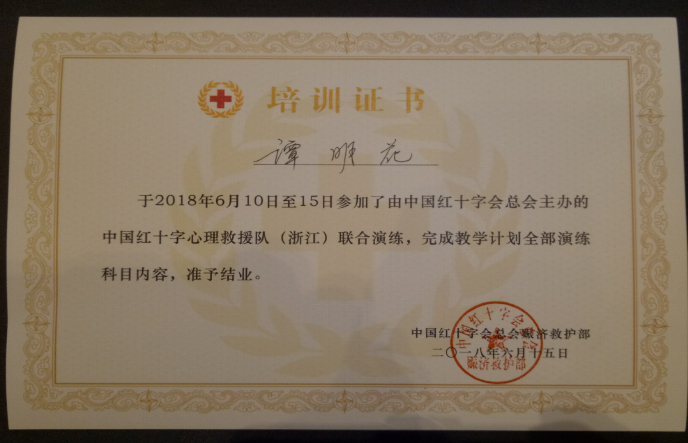 培训证书
谭明花
于2018年6月10日至15日参加了由中国红十字会总会主办的
中国红十字心理救援队（浙江）联合演练，完成教学计划全部演练
科目内容，准予结业。
中国红十字会总会赈济救护部
二〇一八年六月十五日